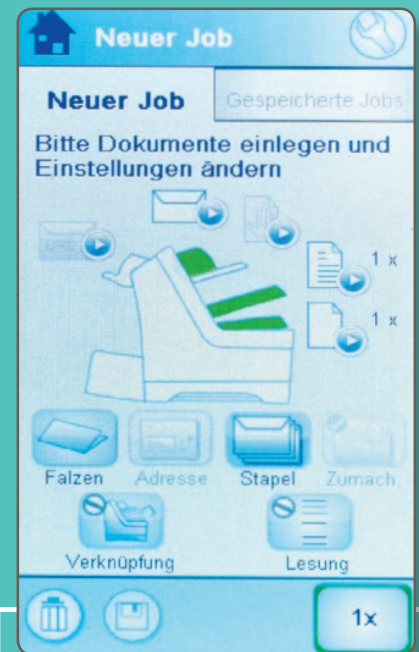 Neuer Job
Neuer Job
Gespeicherte Jobs
Bitte Dokumente einlegen und
Einstellungen ändern
BRE
1 x
1 x
Falzen
Adresse
Stapel
Zumach.
Verknüpfung
Lesung
1x